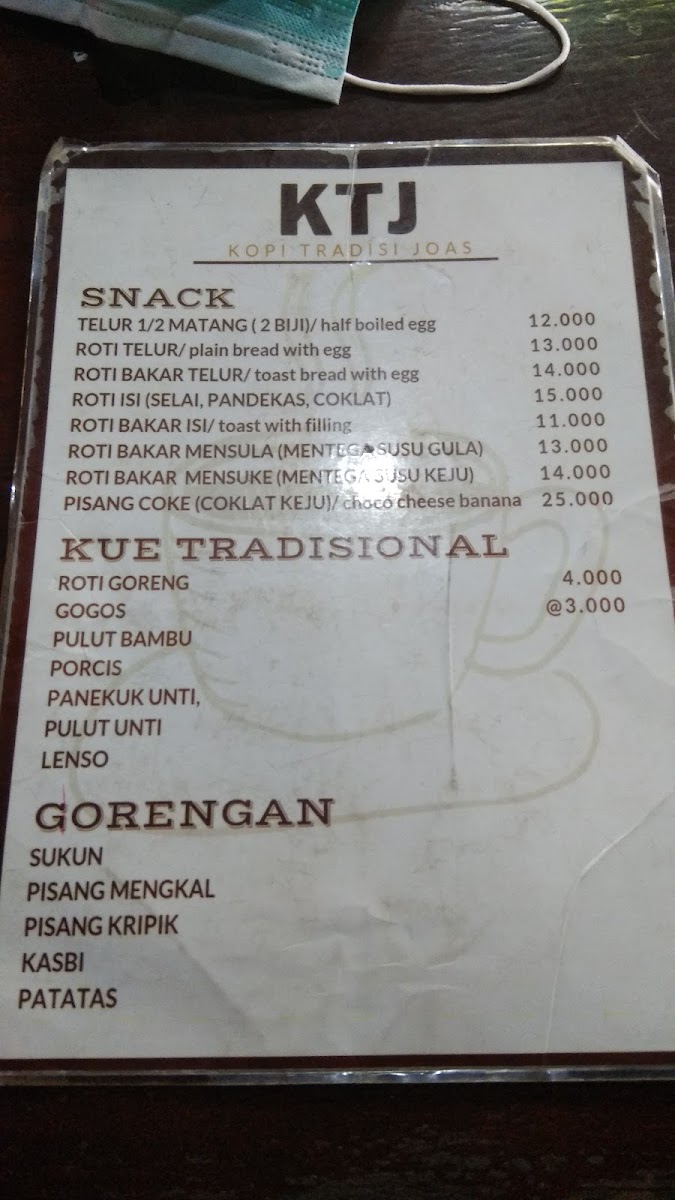 KTJ
KOPI TRADISI JOAS
SNACK
TELUR 1/2 MATANG ( 2 BIJI)/ half boiled egg 12.000
ROTI TELUR/ plain bread with egg 13.000
ROTI BAKAR TELUR/ toast bread with egg 14.000
ROTI ISI (SELAI, PANDEKAS, COKLAT) 15.000
ROTI BAKAR ISI/ toast with filling 11.000
ROTI BAKAR MENSULA (MENTEGA SUSU GULA) 13.000
ROTI BAKAR MENSUKE (MENTEGA SUSU KEJU) 14.000
PISANG COKE (COKLAT KEJU)/ choco cheese banana 25.000
KUE TRADISIONAL
ROTI GORENG 4.000
GOGOS @3.000
PULUT BAMBU
PORCIS
PANEKUK UNTI,
PULUT UNTI
LENSO
GORENGAN
SUKUN
PISANG MENGKAL
PISANG KRIPIK
KASBI
PATATAS